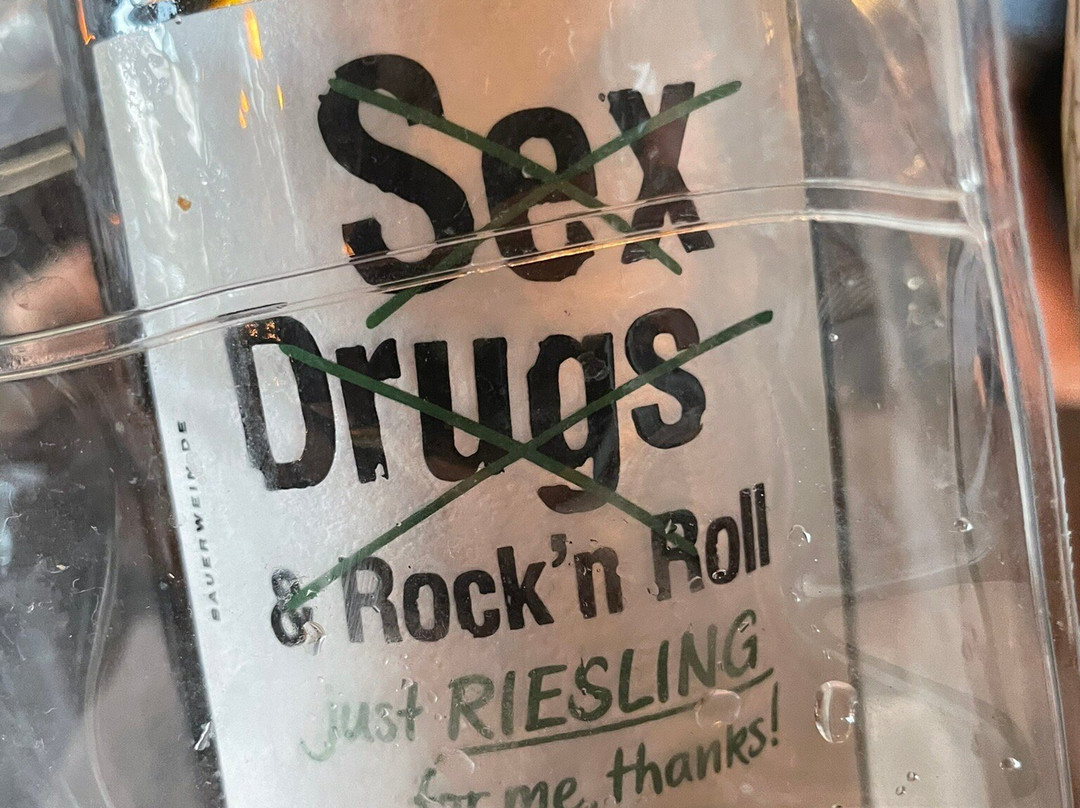 Sex
Drugs
& Rock'n Roll
just RIESLING
for me, thanks!
SAUERWEIN.DE